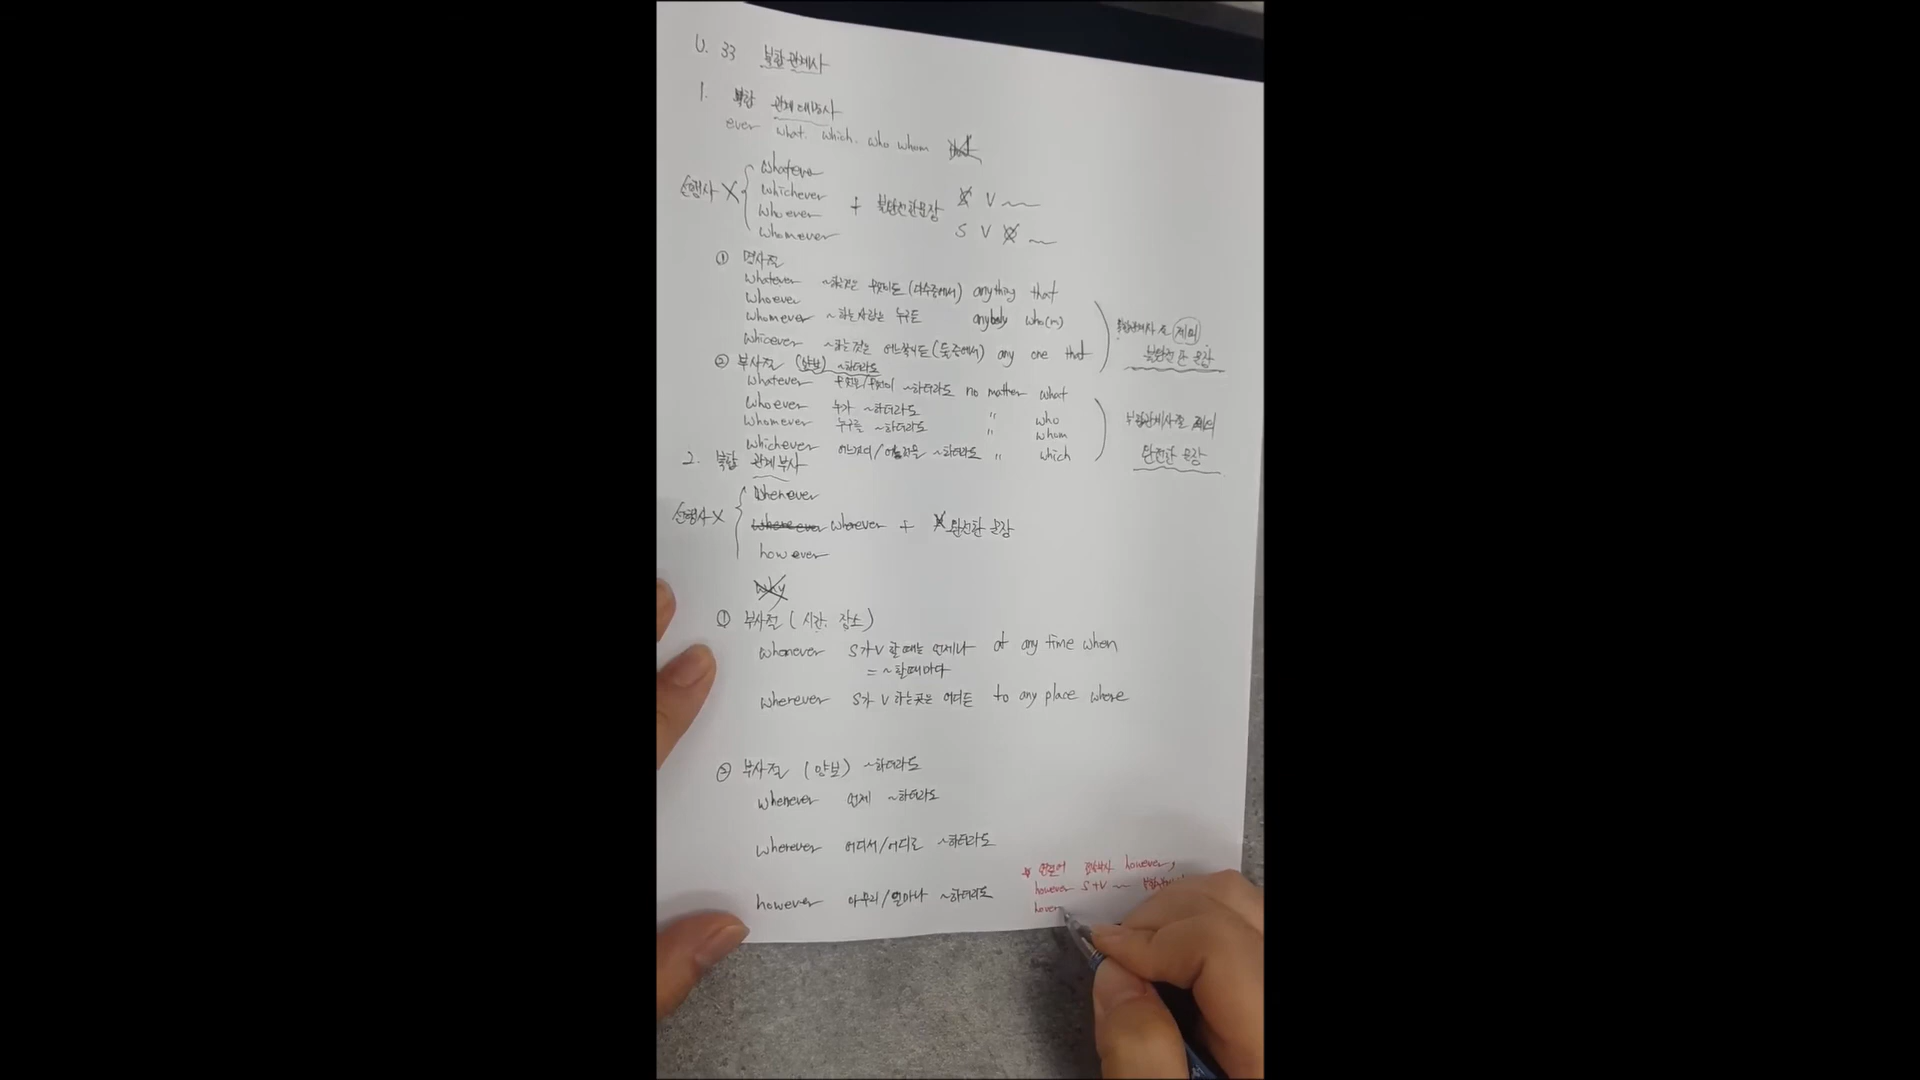 U. 33 복합관계사
1. 복합 관계대명사
ever what. which. who whom
선행사 X
whatever
whichever
whoever
whomever
+ 불완전한문장
S V
S V O
① 명사절
whatever ~하는것은 무엇이든 (다수중에서) anything that
whoever
whomever ~하는사람은 누구든 anybody who(m)
whicever ~하는것은 어느쪽이든 (둘중에서) any one that
복합관계사절 제외
불완전한 문장
② 부사절 (양보) ~하더라도
whatever 무엇을/무엇이 ~하더라도 no matter what
whoever 누가 ~하더라도 " who
whomever 누구를 ~하더라도 " whom
whichever ~하더라도 " which
복합관계사절 제외
완전한 문장
2. 복합 관계부사
선행사 X
whenever
whereever wherever + 완전한 문장
however
why
① 부사절 (시간, 장소)
whenever S가 V 할때는 언제나 at any time when
= ~할때마다
wherever S가 V 하는곳은 어디든 to any place where
② 부사절 (양보) ~하더라도
whenever 언제 ~하더라도
wherever 어디서/어디로 ~하더라도
however 아무리/얼마나 ~하더라도
* 연결어 접속부사 however,
however S+V ~
hover